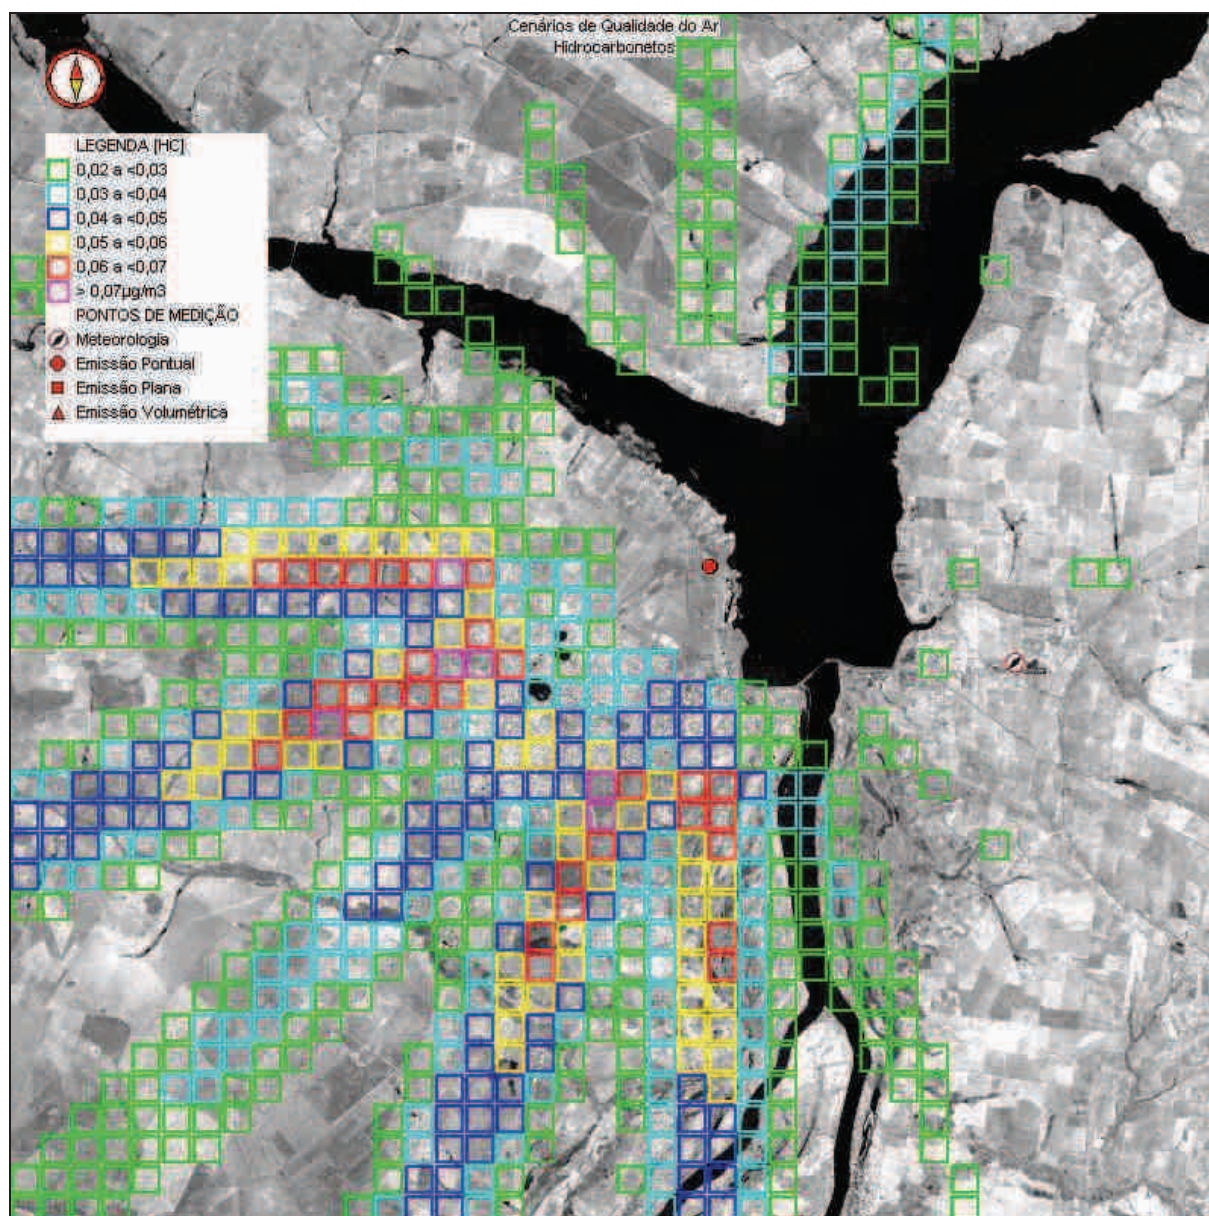 Cenários de Qualidade do Ar
Hidrocarbonetos
LEGENDA [HC]
0,02 a <0,03
0,03 a <0,04
0,04 a <0,05
0,05 a <0,06
0,06 a <0,07
> 0,07µg/m3
PONTOS DE MEDIÇÃO
Meteorologia
Emissão Pontual
Emissão Plana
Emissão Volumétrica